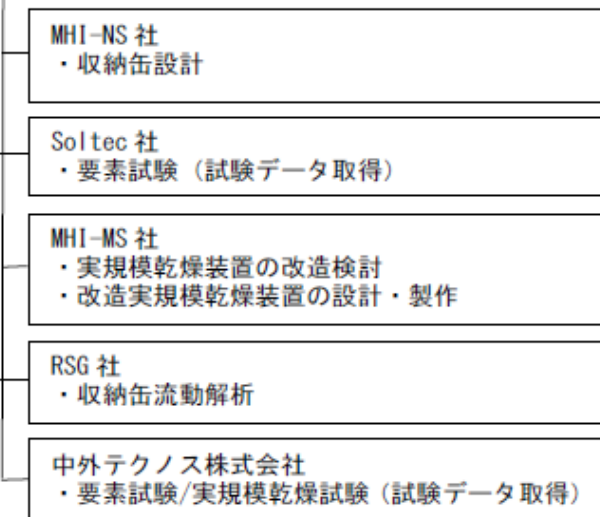 MHI-NS 社
・収納缶設計
Soltec 社
・要素試験（試験データ取得）
MHI-MS 社
・実規模乾燥装置の改造検討
・改造実規模乾燥装置の設計・製作
RSG 社
・収納缶流動解析
中外テクノス株式会社
・要素試験/実規模乾燥試験（試験データ取得）